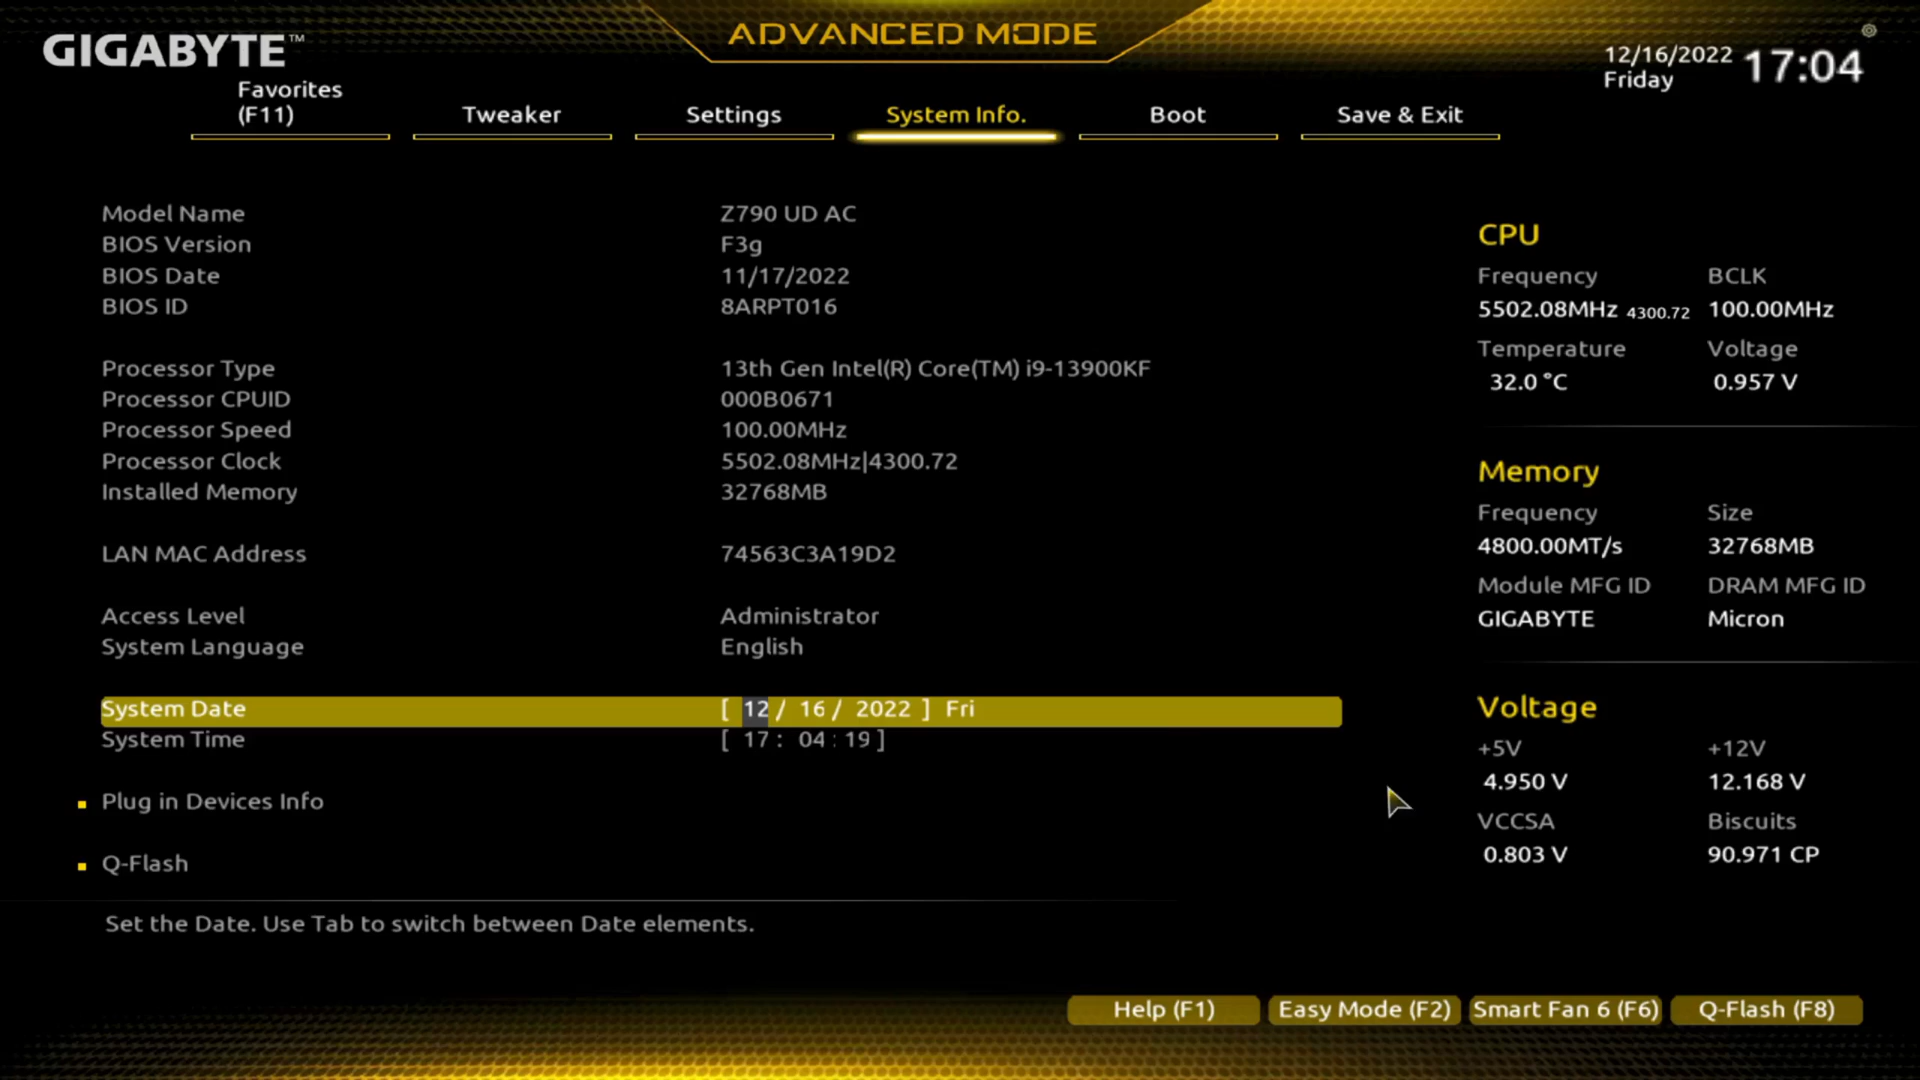 GIGABYTE™
ADVANCED MODE
12/16/2022
Friday
17:04
Favorites
(F11)
Tweaker
Settings
System Info.
Boot
Save & Exit
Model Name Z790 UD AC
BIOS Version F3g
BIOS Date 11/17/2022
BIOS ID 8ARPT016
Processor Type 13th Gen Intel(R) Core(TM) i9-13900KF
Processor CPUID 000B0671
Processor Speed 100.00MHz
Processor Clock 5502.08MHz|4300.72
Installed Memory 32768MB
LAN MAC Address 74563C3A19D2
Access Level Administrator
System Language English
System Date [ 12/ 16/ 2022 ] Fri
System Time [ 17: 04: 19 ]
Plug in Devices Info
Q-Flash
Set the Date. Use Tab to switch between Date elements.
CPU
Frequency BCLK
5502.08MHz 4300.72 100.00MHz
Temperature Voltage
32.0 °C 0.957 V
Memory
Frequency Size
4800.00MT/s 32768MB
Module MFG ID DRAM MFG ID
GIGABYTE Micron
Voltage
+5V +12V
4.950 V 12.168 V
VCCSA Biscuits
0.803 V 90.971 CP
Help (F1)
Easy Mode (F2)
Smart Fan 6 (F6)
Q-Flash (F8)